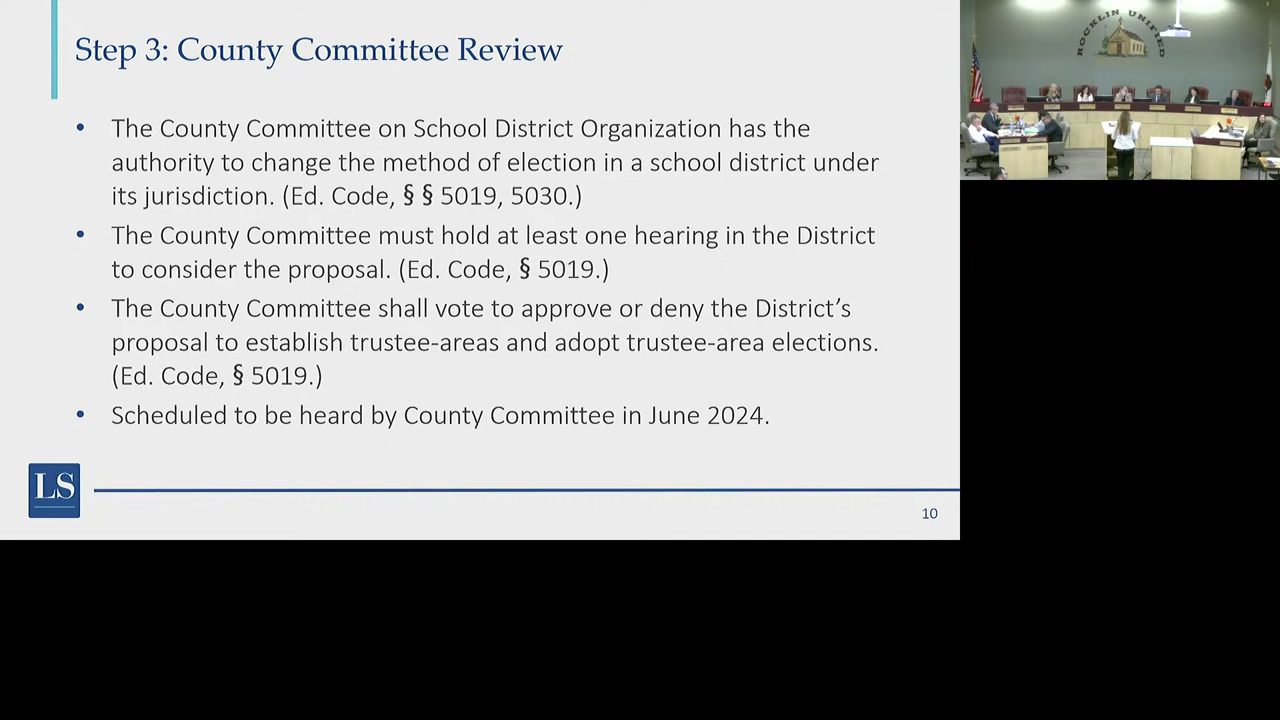 Step 3: County Committee Review
• The County Committee on School District Organization has the
authority to change the method of election in a school district under
its jurisdiction. (Ed. Code, § § 5019, 5030.)
• The County Committee must hold at least one hearing in the District
to consider the proposal. (Ed. Code, § 5019.)
• The County Committee shall vote to approve or deny the District’s
proposal to establish trustee-areas and adopt trustee-area elections.
(Ed. Code, § 5019.)
• Scheduled to be heard by County Committee in June 2024.
LS
10
ROCKLIN UNIFIED